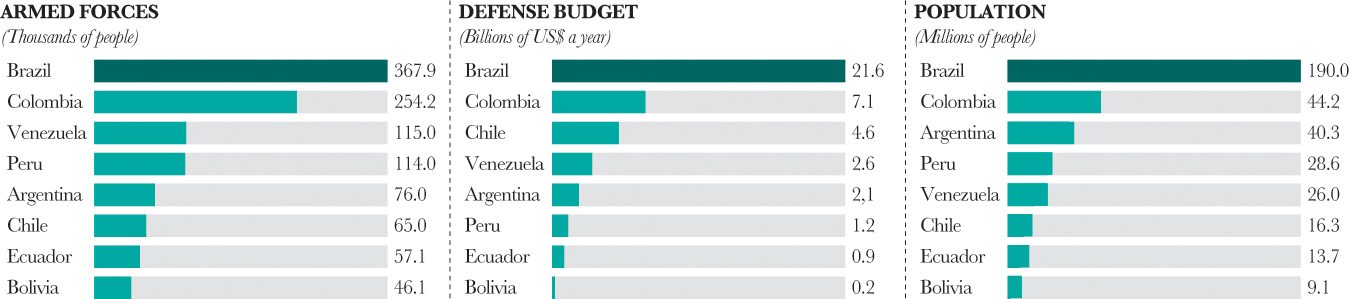 ARMED FORCES
(Thousands of people)
Brazil 367.9
Colombia 254.2
Venezuela 115.0
Peru 114.0
Argentina 76.0
Chile 65.0
Ecuador 57.1
Bolivia 46.1
DEFENSE BUDGET
(Billions of US$ a year)
Brazil 21.6
Colombia 7.1
Chile 4.6
Venezuela 2.6
Argentina 2,1
Peru 1.2
Ecuador 0.9
Bolivia 0.2
POPULATION
(Millions of people)
Brazil 190.0
Colombia 44.2
Argentina 40.3
Peru 28.6
Venezuela 26.0
Chile 16.3
Ecuador 13.7
Bolivia 9.1